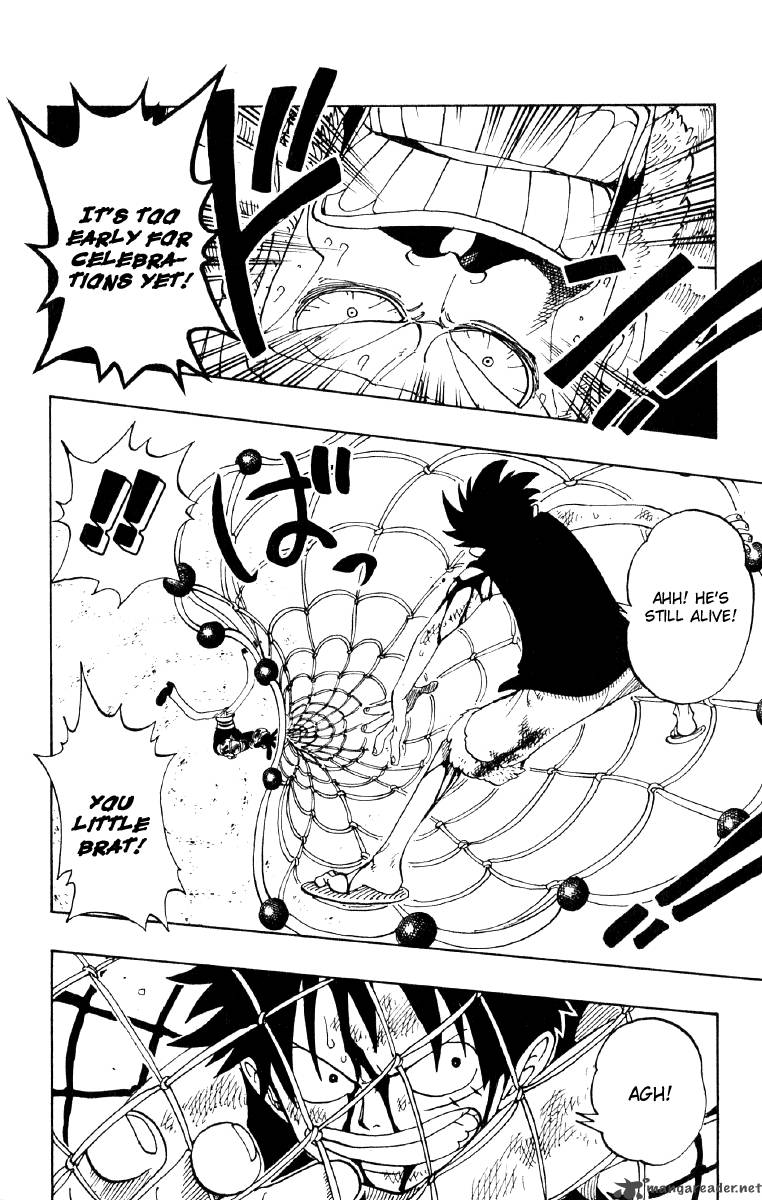 IT'S TOO
EARLY FOR
CELEBRA-
TIONS YET!
!!
ばっ
AHH! HE'S
STILL ALIVE!
YOU
LITTLE
BRAT!
AGH!
mangareader.net